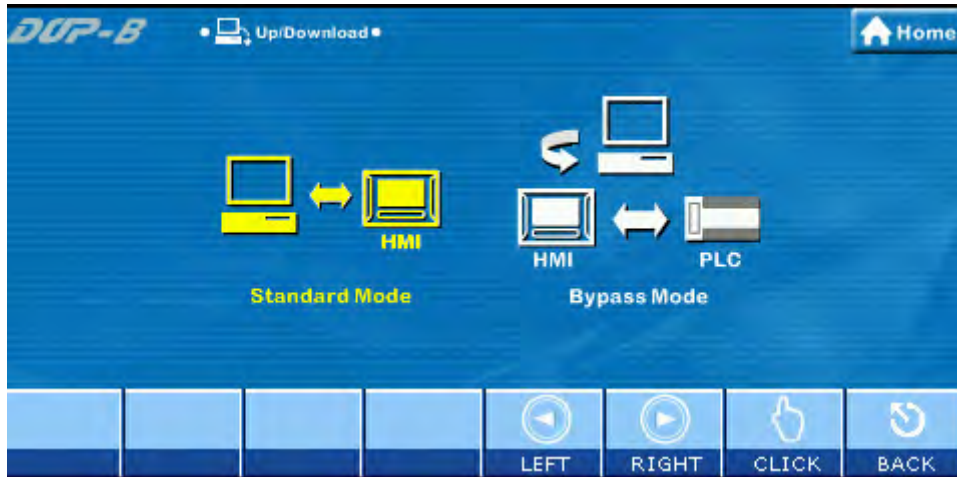 DOP-B
• Up/Download •
Home
HMI
Standard Mode
HMI
PLC
Bypass Mode
LEFT
RIGHT
CLICK
BACK